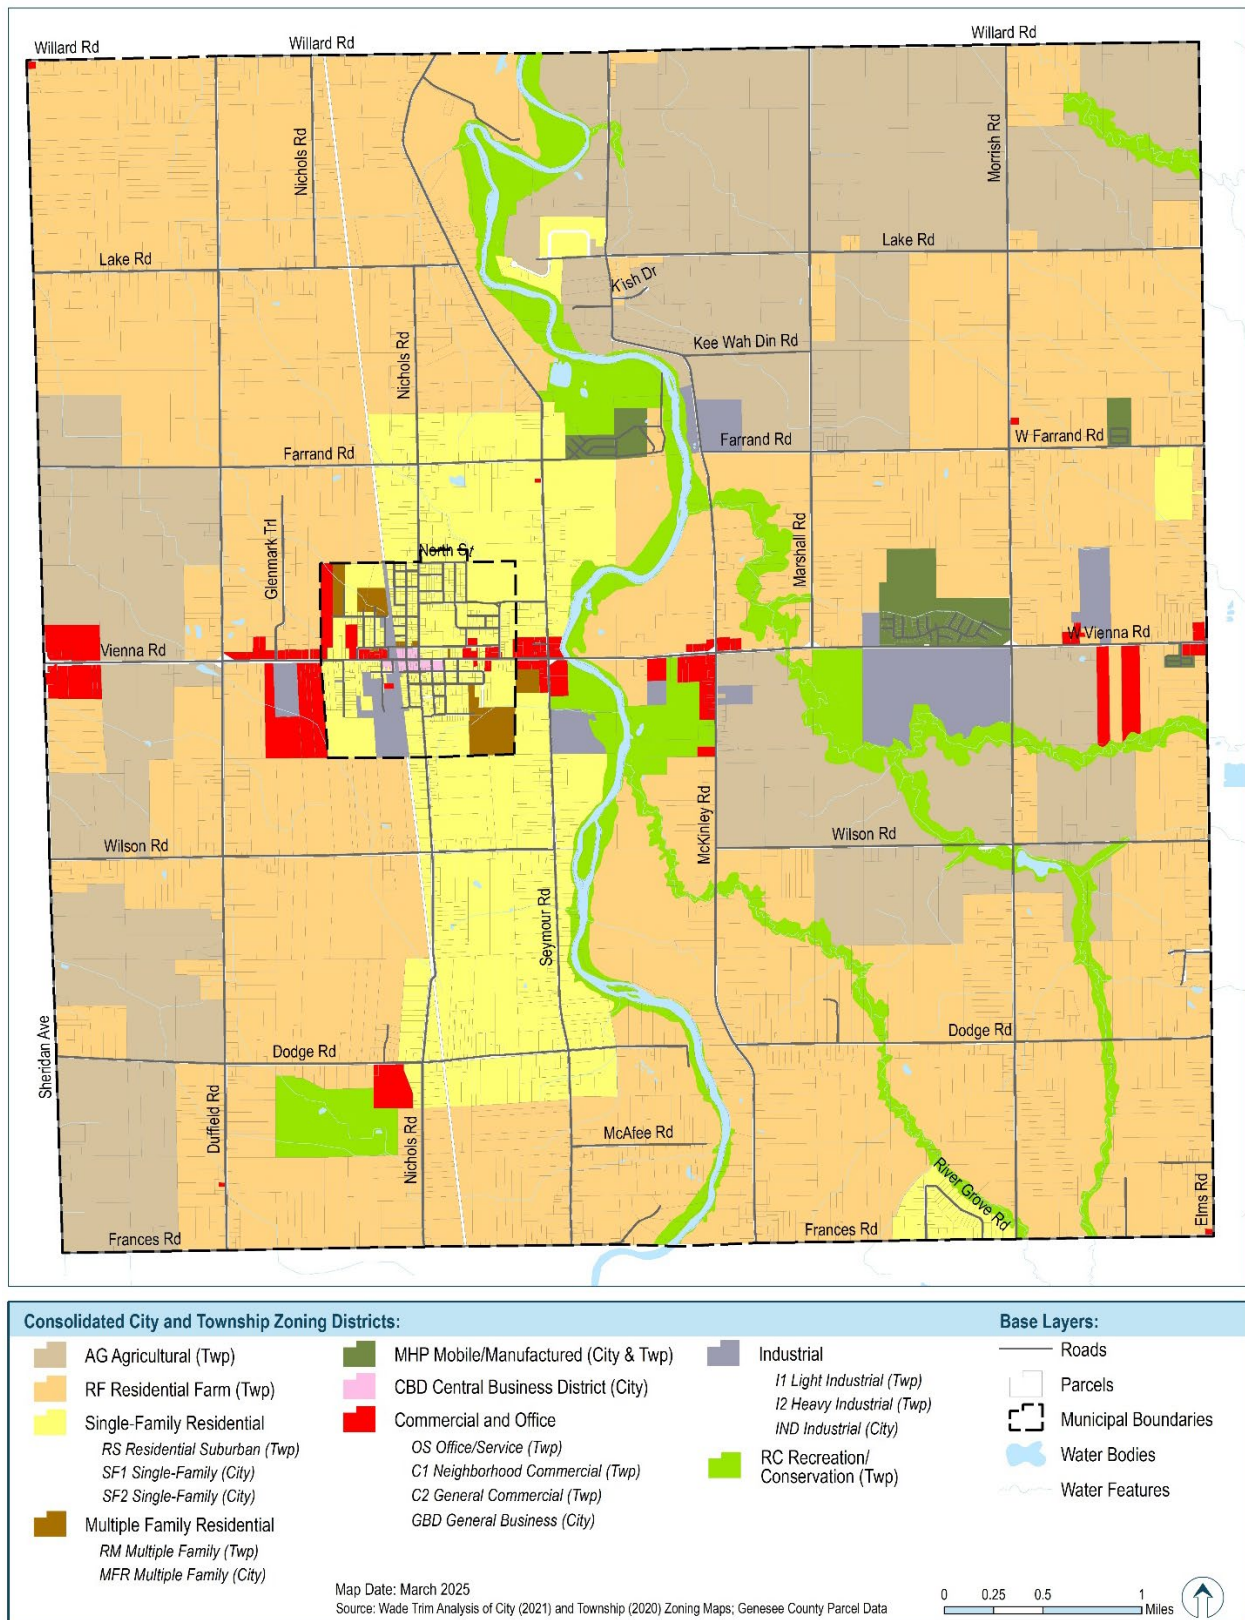 Willard Rd
Willard Rd
Willard Rd
Nichols Rd
Morrish Rd
Lake Rd
Lake Rd
K'ish Dr
Kee Wah Din Rd
Nichols Rd
Farrand Rd
Farrand Rd
W Farrand Rd
Glenmark Trl
North St
Marshall Rd
Vienna Rd
W Vienna Rd
McKinley Rd
Wilson Rd
Wilson Rd
Seymour Rd
Sheridan Ave
Dodge Rd
Dodge Rd
Duffield Rd
Nichols Rd
McAfee Rd
River Grove Rd
Elms Rd
Frances Rd
Frances Rd
Consolidated City and Township Zoning Districts:
AG Agricultural (Twp)
RF Residential Farm (Twp)
Single-Family Residential
RS Residential Suburban (Twp)
SF1 Single-Family (City)
SF2 Single-Family (City)
Multiple Family Residential
RM Multiple Family (Twp)
MFR Multiple Family (City)
MHP Mobile/Manufactured (City & Twp)
CBD Central Business District (City)
Commercial and Office
OS Office/Service (Twp)
C1 Neighborhood Commercial (Twp)
C2 General Commercial (Twp)
GBD General Business (City)
Industrial
I1 Light Industrial (Twp)
I2 Heavy Industrial (Twp)
IND Industrial (City)
RC Recreation/
Conservation (Twp)
Base Layers:
Roads
Parcels
Municipal Boundaries
Water Bodies
Water Features
Map Date: March 2025
Source: Wade Trim Analysis of City (2021) and Township (2020) Zoning Maps; Genesee County Parcel Data
0 0.25 0.5 1
Miles